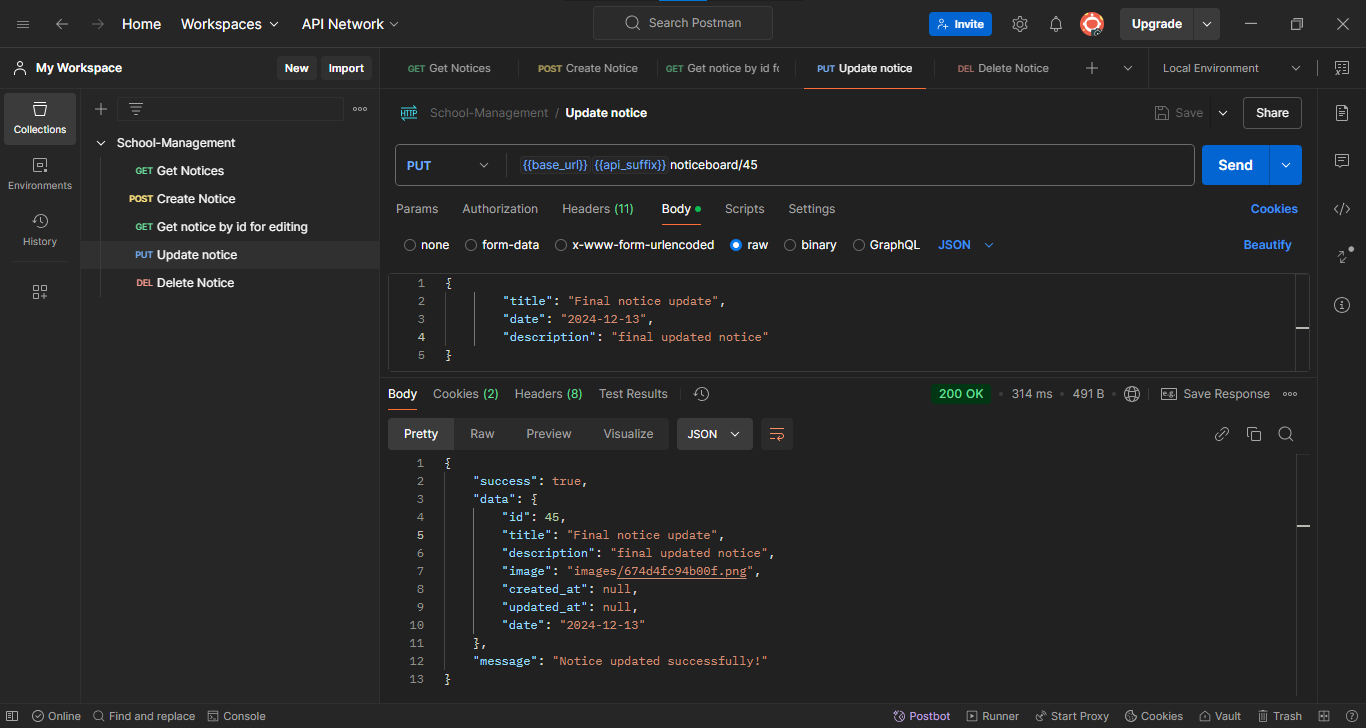 Home Workspaces API Network Search Postman Invite Upgrade
My Workspace New Import GET Get Notices POST Create Notice GET Get notice by id fo PUT Update notice DEL Delete Notice Local Environment
Collections
Environments
History
School-Management
GET Get Notices
POST Create Notice
GET Get notice by id for editing
PUT Update notice
DEL Delete Notice
HTTP School-Management / Update notice Save Share
PUT {{base_url}} {{api_suffix}} noticeboard/45 Send
Params Authorization Headers (11) Body Scripts Settings Cookies
none form-data x-www-form-urlencoded raw binary GraphQL JSON Beautify
1 {
2 "title": "Final notice update",
3 "date": "2024-12-13",
4 "description": "final updated notice"
5 }
Body Cookies (2) Headers (8) Test Results 200 OK • 314 ms • 491 B • e.g. Save Response
Pretty Raw Preview Visualize JSON
1 {
2 "success": true,
3 "data": {
4 "id": 45,
5 "title": "Final notice update",
6 "description": "final updated notice",
7 "image": "images/674d4fc94b00f.png",
8 "created_at": null,
9 "updated_at": null,
10 "date": "2024-12-13"
11 },
12 "message": "Notice updated successfully!"
13 }
Online Find and replace Console Postbot Runner Start Proxy Cookies Vault Trash